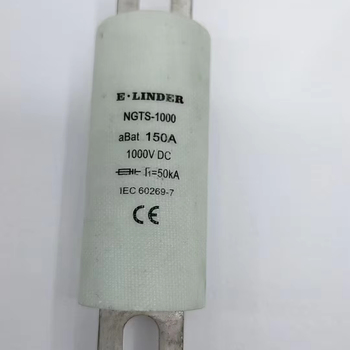 E·LINDER
NGTS-1000
aBat 150A
1000V DC
I₁=50kA
IEC 60269-7
CE